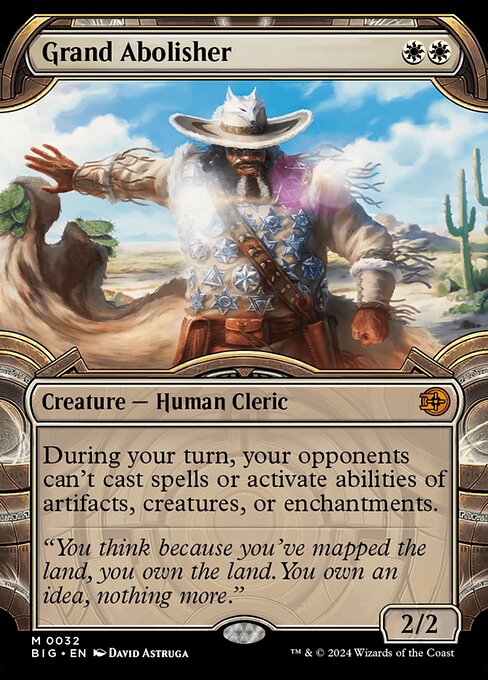 Grand Abolisher
Creature — Human Cleric
During your turn, your opponents
can't cast spells or activate abilities of
artifacts, creatures, or enchantments.
“You think because you've mapped the
land, you own the land. You own an
idea, nothing more.”
2/2
M 0032
BIG • EN David Astruga
™ & © 2024 Wizards of the Coast